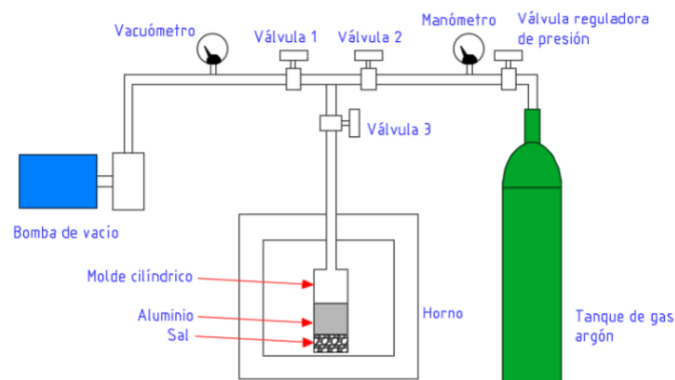 Vacuómetro
Válvula 1
Válvula 2
Manómetro
Válvula reguladora
de presión
Válvula 3
Bomba de vacío
Molde cilíndrico
Aluminio
Sal
Horno
Tanque de gas
argón